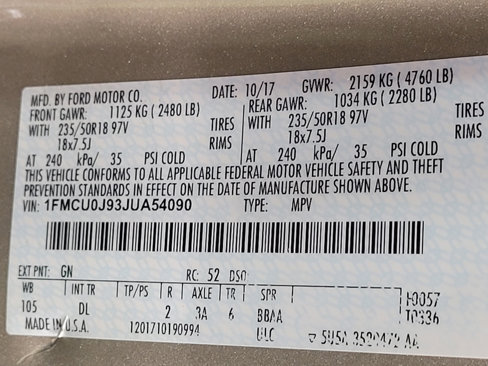 MFD. BY FORD MOTOR CO.
DATE: 10/17 GVWR: 2159 KG ( 4760 LB)
FRONT GAWR: 1125 KG ( 2480 LB) REAR GAWR: 1034 KG ( 2280 LB)
WITH 235/50R18 97V TIRES WITH 235/50R18 97V TIRES
18x7.5J RIMS 18x7.5J RIMS
AT 240 kPa/ 35 PSI COLD AT 240 kPa/ 35 PSI COLD
THIS VEHICLE CONFORMS TO ALL APPLICABLE FEDERAL MOTOR VEHICLE SAFETY AND THEFT
PREVENTION STANDARDS IN EFFECT ON THE DATE OF MANUFACTURE SHOWN ABOVE.
VIN: 1FMCU0J93JUA54090 TYPE: MPV
EXT PNT: GN RC: 52 DSO:
WB INT TR TP/PS R AXLE TR SPR
105 DL 2 3A 6 BBAA
MADE IN U.S.A. 1201710190994 ULC